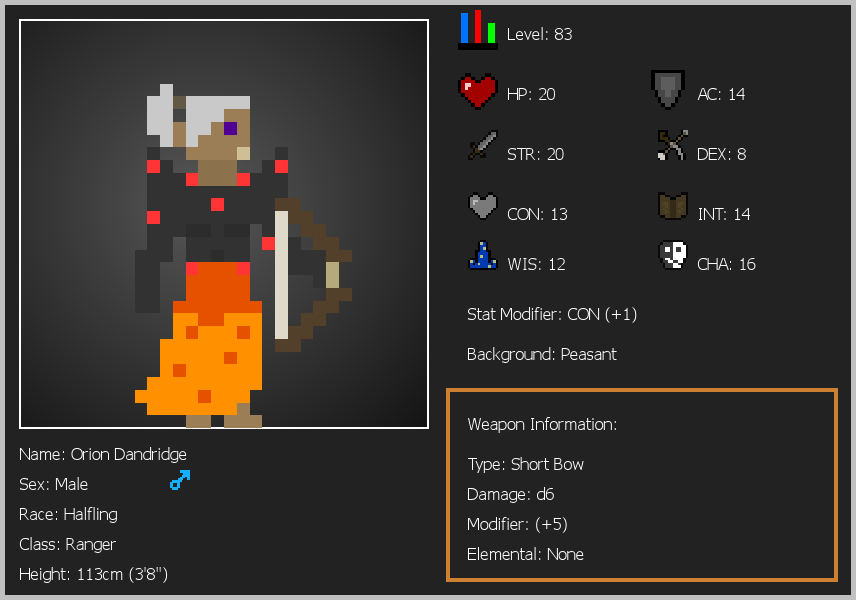 Level: 83
HP: 20
AC: 14
STR: 20
DEX: 8
CON: 13
INT: 14
WIS: 12
CHA: 16
Stat Modifier: CON (+1)
Background: Peasant
Weapon Information:
Type: Short Bow
Damage: d6
Modifier: (+5)
Elemental: None
Name: Orion Dandridge
Sex: Male
Race: Halfling
Class: Ranger
Height: 113cm (3'8")